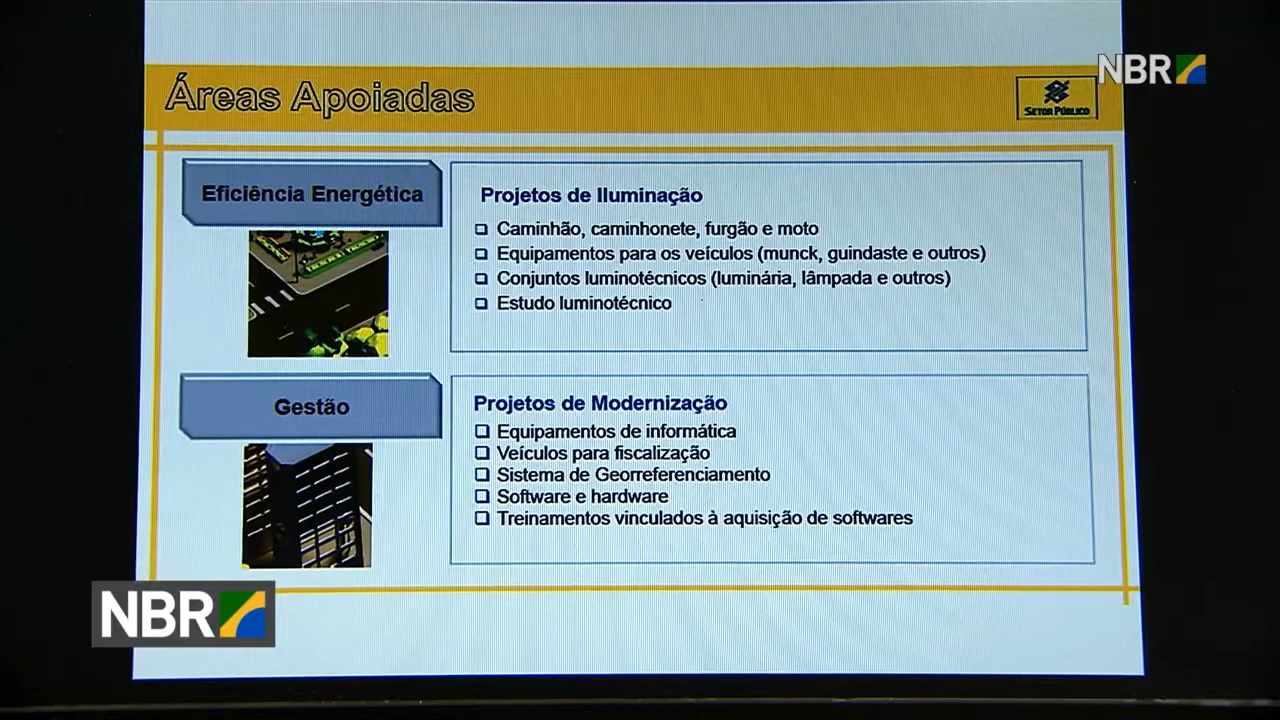 Áreas Apoiadas
NBR
SETOR PÚBLICO
Eficiência Energética
Projetos de Iluminação
Caminhão, caminhonete, furgão e moto
Equipamentos para os veículos (munck, guindaste e outros)
Conjuntos luminotécnicos (luminária, lâmpada e outros)
Estudo luminotécnico
Gestão
Projetos de Modernização
Equipamentos de informática
Veículos para fiscalização
Sistema de Georreferenciamento
Software e hardware
Treinamentos vinculados à aquisição de softwares
NBR